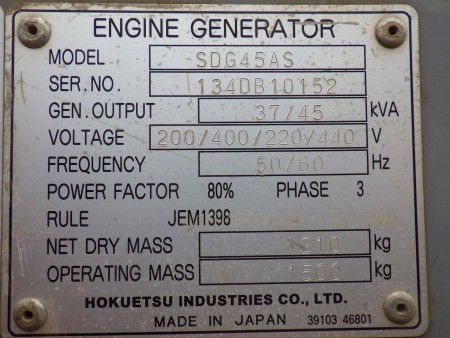 ENGINE GENERATOR
MODEL SDG45AS
SER.NO. 134DB10152
GEN.OUTPUT 37/45 kVA
VOLTAGE 200/400/220/440 V
FREQUENCY 50/60 Hz
POWER FACTOR 80% PHASE 3
RULE JEM1398
NET DRY MASS kg
OPERATING MASS 1500 kg
HOKUETSU INDUSTRIES CO., LTD.
MADE IN JAPAN 39103 46801